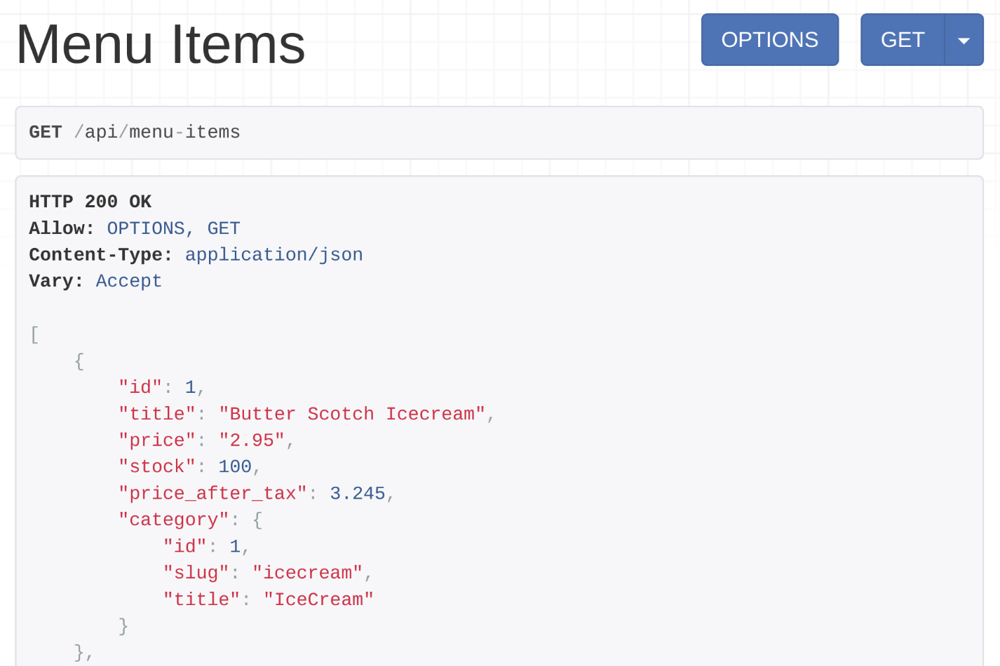 Menu Items
OPTIONS
GET
GET /api/menu-items
HTTP 200 OK
Allow: OPTIONS, GET
Content-Type: application/json
Vary: Accept
[
    {
        "id": 1,
        "title": "Butter Scotch Icecream",
        "price": "2.95",
        "stock": 100,
        "price_after_tax": 3.245,
        "category": {
            "id": 1,
            "slug": "icecream",
            "title": "IceCream"
        }
    },